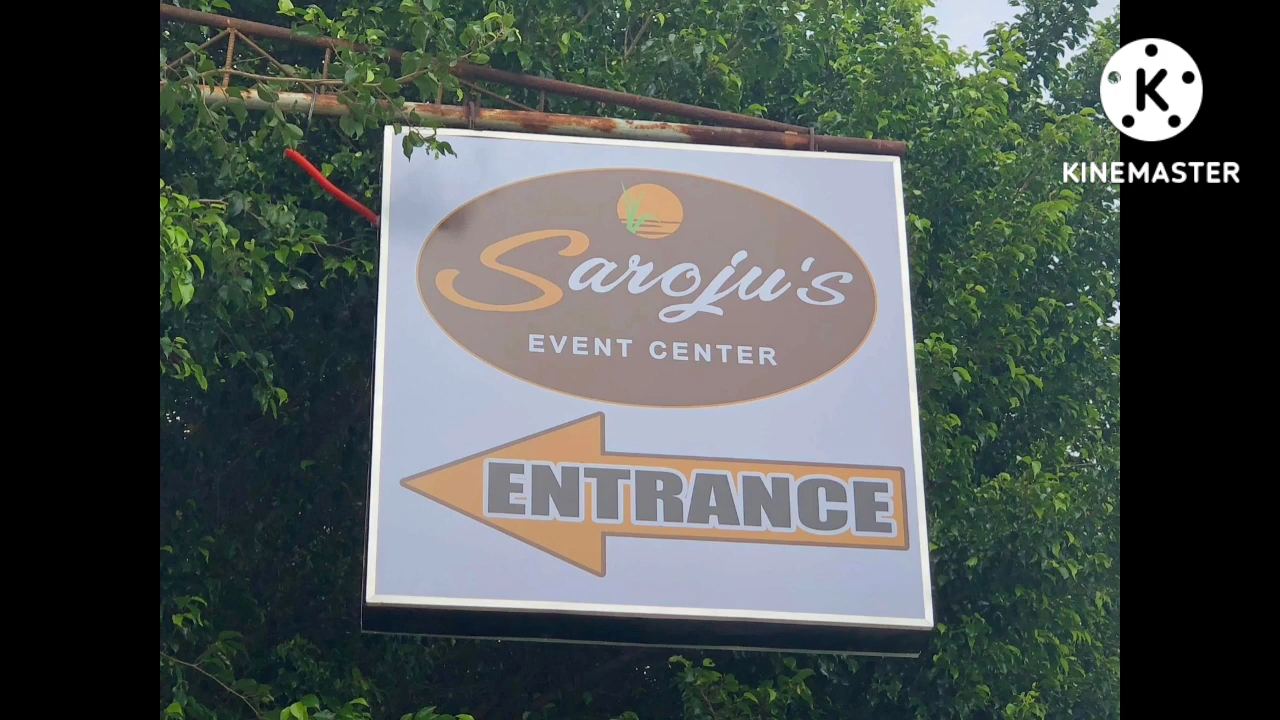 K
KINEMASTER
Saroju's
EVENT CENTER
ENTRANCE